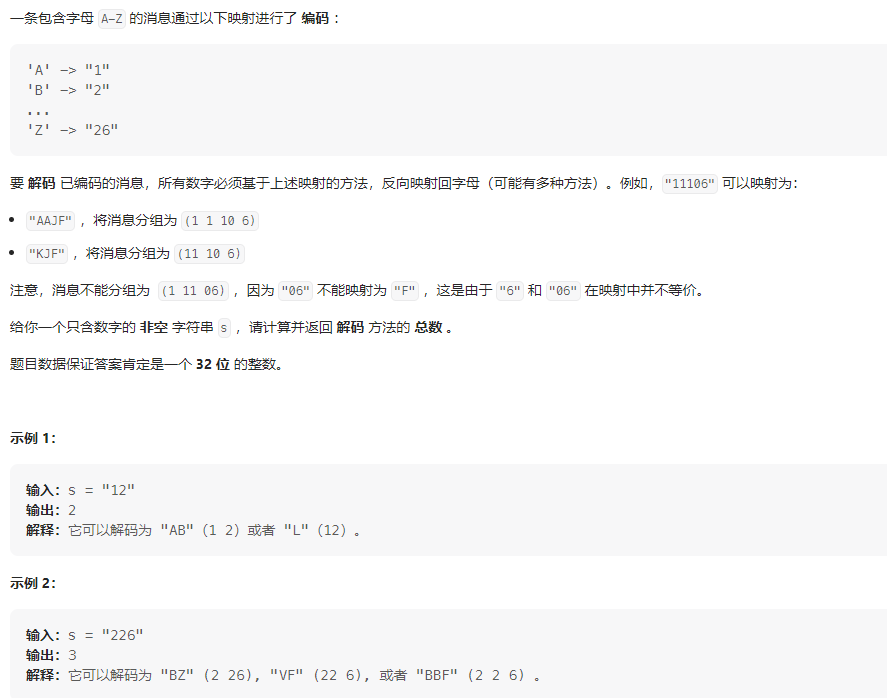 一条包含字母 A-Z 的消息通过以下映射进行了 编码 ：
'A' -> "1"
'B' -> "2"
...
'Z' -> "26"
要 解码 已编码的消息，所有数字必须基于上述映射的方法，反向映射回字母（可能有多种方法）。例如，"11106" 可以映射为：
• "AAJF" ，将消息分组为 (1 1 10 6)
• "KJF" ，将消息分组为 (11 10 6)
注意，消息不能分组为 (1 11 06) ，因为 "06" 不能映射为 "F" ，这是由于 "6" 和 "06" 在映射中并不等价。
给你一个只含数字的 非空 字符串 s ，请计算并返回 解码 方法的 总数 。
题目数据保证答案肯定是一个 32 位 的整数。
示例 1：
输入：s = "12"
输出：2
解释：它可以解码为 "AB"（1 2）或者 "L"（12）。
示例 2：
输入：s = "226"
输出：3
解释：它可以解码为 "BZ" (2 26), "VF" (22 6), 或者 "BBF" (2 2 6) 。